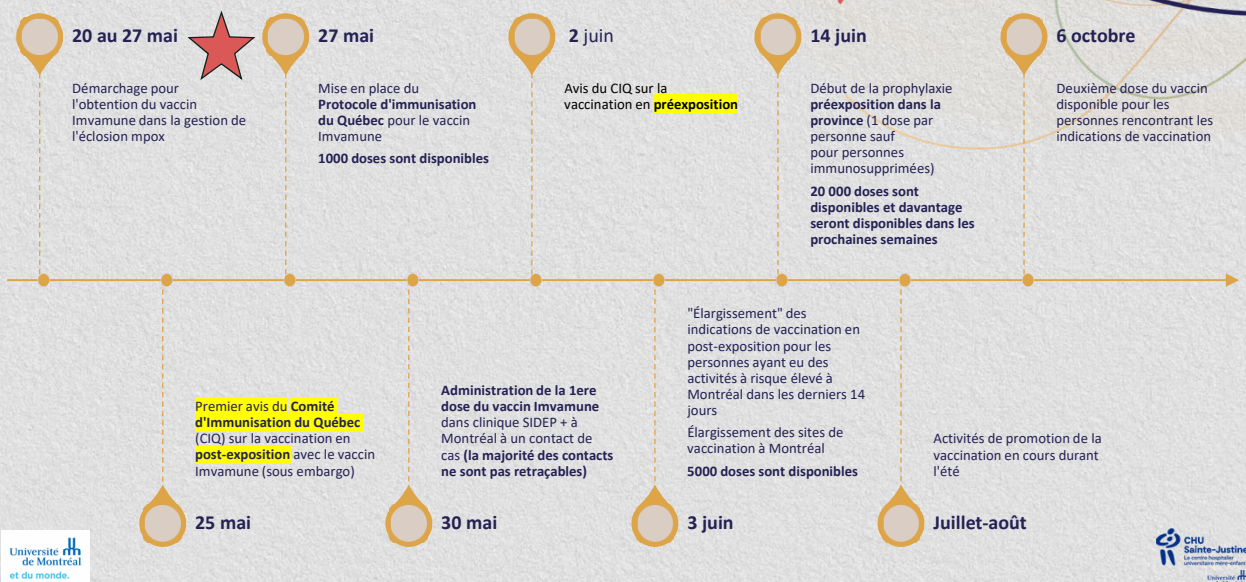 20 au 27 mai
Démarchage pour
l'obtention du vaccin
Imvamune dans la gestion de
l'éclosion mpox
27 mai
Mise en place du
Protocole d'immunisation
du Québec pour le vaccin
Imvamune
1000 doses sont disponibles
2 juin
Avis du CIQ sur la
vaccination en préexposition
14 juin
Début de la prophylaxie
préexposition dans la
province (1 dose par
personne sauf
pour personnes
immunosupprimées)
20 000 doses sont
disponibles et davantage
seront disponibles dans les
prochaines semaines
6 octobre
Deuxième dose du vaccin
disponible pour les
personnes rencontrant les
indications de vaccination
Premier avis du Comité
d'Immunisation du Québec
(CIQ) sur la vaccination en
post-exposition avec le vaccin
Imvamune (sous embargo)
25 mai
Administration de la 1ere
dose du vaccin Imvamune
dans clinique SIDEP + à
Montréal à un contact de
cas (la majorité des contacts
ne sont pas retraçables)
30 mai
"Élargissement" des
indications de vaccination en
post-exposition pour les
personnes ayant eu des
activités à risque élevé à
Montréal dans les derniers 14
jours
Élargissement des sites de
vaccination à Montréal
5000 doses sont disponibles
3 juin
Activités de promotion de la
vaccination en cours durant
l'été
Juillet-août
Université
de Montréal
et du monde.
CHU
Sainte-Justine
Le centre hospitalier
universitaire mère-enfant
Université